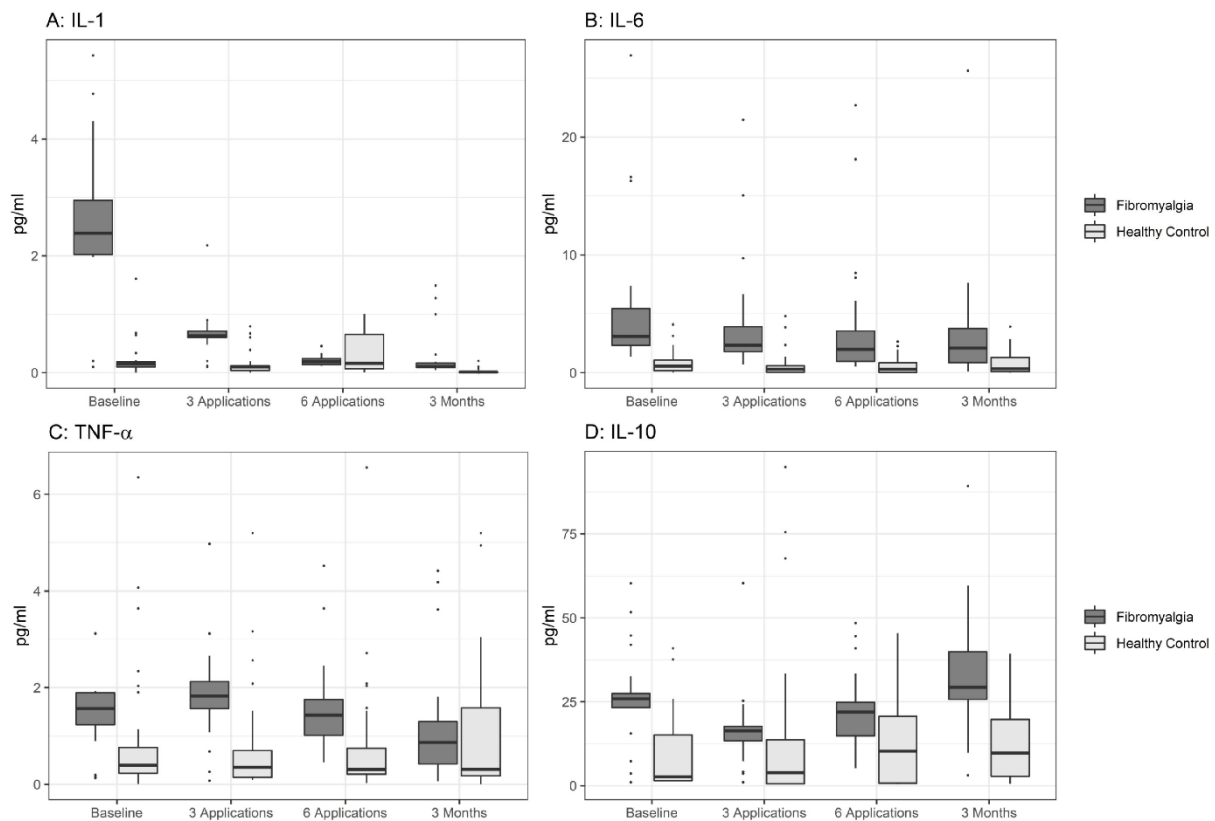 A: IL-1
B: IL-6
pg/ml
4
2
0
Baseline 3 Applications 6 Applications 3 Months
pg/ml
20
10
0
Baseline 3 Applications 6 Applications 3 Months
Fibromyalgia
Healthy Control
C: TNF-α
D: IL-10
pg/ml
6
4
2
0
Baseline 3 Applications 6 Applications 3 Months
pg/ml
75
50
25
0
Baseline 3 Applications 6 Applications 3 Months
Fibromyalgia
Healthy Control